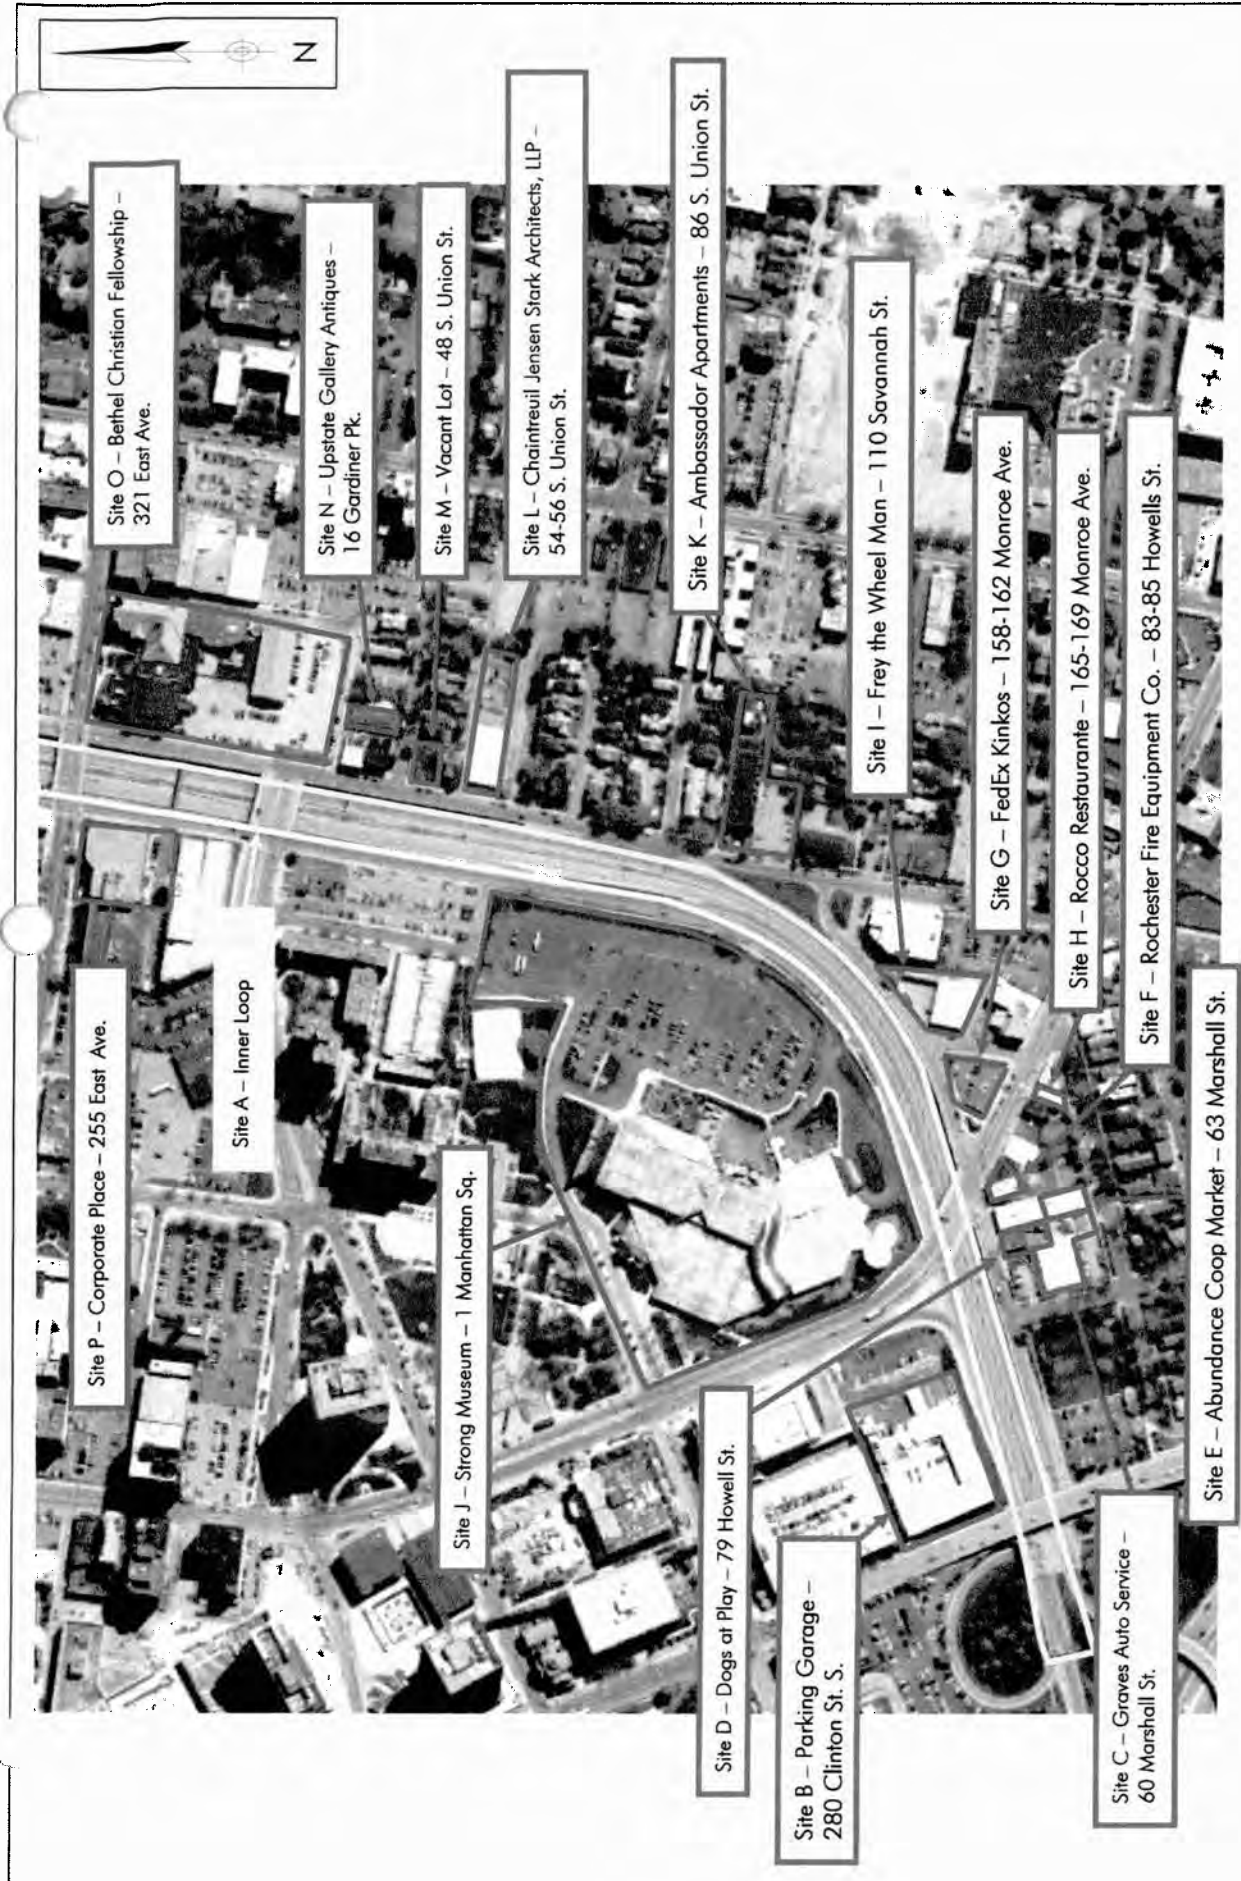 N
Site O – Bethel Christian Fellowship –
321 East Ave.
Site N – Upstate Gallery Antiques –
16 Gardiner Pk.
Site M – Vacant Lot – 48 S. Union St.
Site L – Chaintreuil Jensen Stark Architects, LLP –
54-56 S. Union St.
Site K – Ambassador Apartments – 86 S. Union St.
Site I – Frey the Wheel Man – 110 Savannah St.
Site G – FedEx Kinkos – 158-162 Monroe Ave.
Site H – Rocco Restaurante – 165-169 Monroe Ave.
Site F – Rochester Fire Equipment Co. – 83-85 Howells St.
Site E – Abundance Coop Market – 63 Marshall St.
Site P – Corporate Place – 255 East Ave.
Site A – Inner Loop
Site J – Strong Museum – 1 Manhattan Sq.
Site D – Dogs at Play – 79 Howell St.
Site B – Parking Garage –
280 Clinton St. S.
Site C – Graves Auto Service –
60 Marshall St.